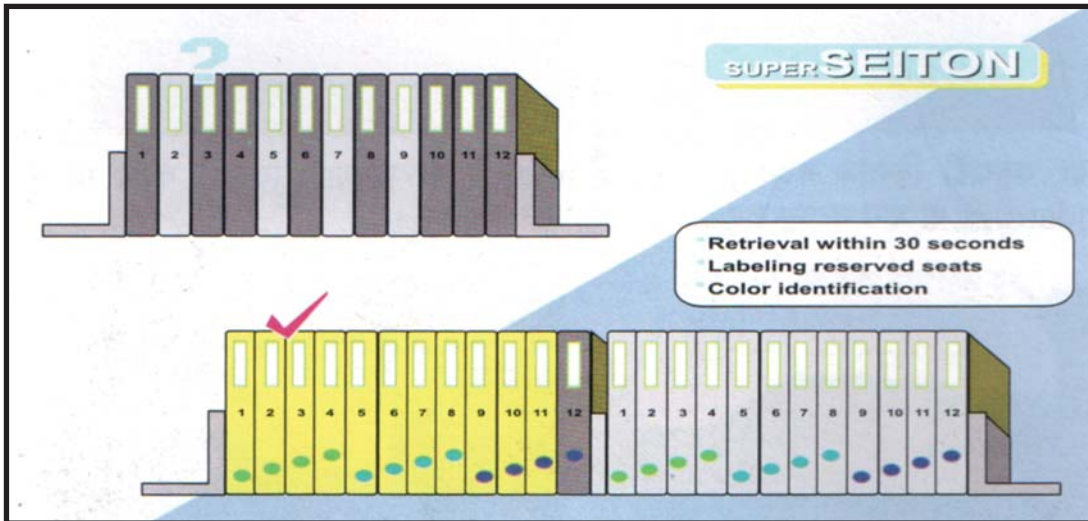 ?
SUPER SEITON
1 2 3 4 5 6 7 8 9 10 11 12
Retrieval within 30 seconds
Labeling reserved seats
Color identification
1 2 3 4 5 6 7 8 9 10 11 12 1 2 3 4 5 6 7 8 9 10 11 12